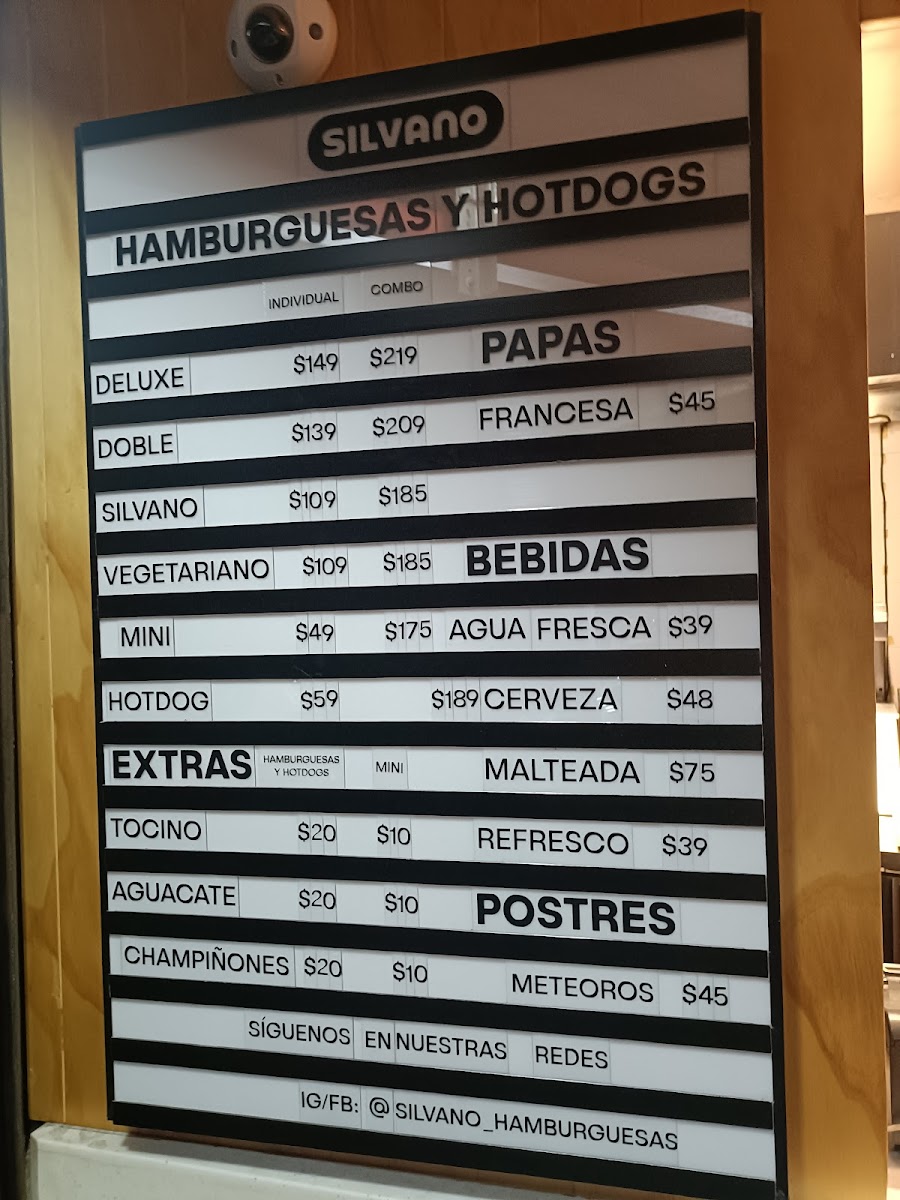 SILVANO
HAMBURGUESAS Y HOTDOGS
INDIVIDUAL COMBO
DELUXE $149 $219 PAPAS
DOBLE $139 $209 FRANCESA $45
SILVANO $109 $185
VEGETARIANO $109 $185 BEBIDAS
MINI $49 $175 AGUA FRESCA $39
HOTDOG $59 $189 CERVEZA $48
EXTRAS HAMBURGUESAS Y HOTDOGS MINI MALTEADA $75
TOCINO $20 $10 REFRESCO $39
AGUACATE $20 $10 POSTRES
CHAMPIÑONES $20 $10 METEOROS $45
SÍGUENOS EN NUESTRAS REDES
IG/FB: @SILVANO_HAMBURGUESAS